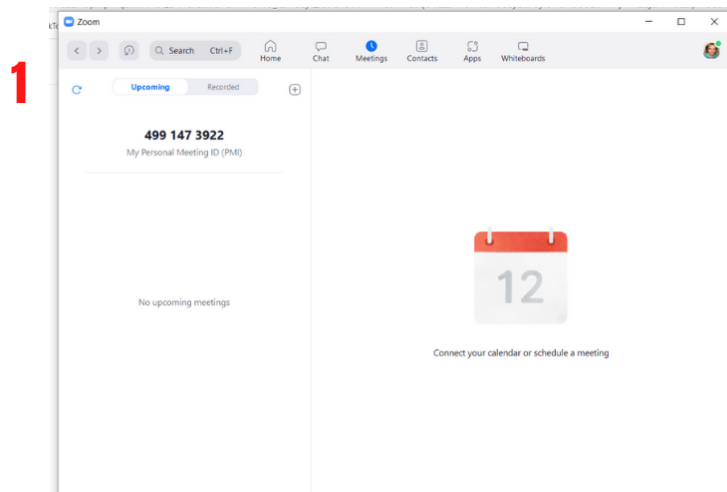 Zoom
Search Ctrl+F
Home
Chat
Meetings
Contacts
Apps
Whiteboards
1
Upcoming
Recorded
499 147 3922
My Personal Meeting ID (PMI)
12
No upcoming meetings
Connect your calendar or schedule a meeting